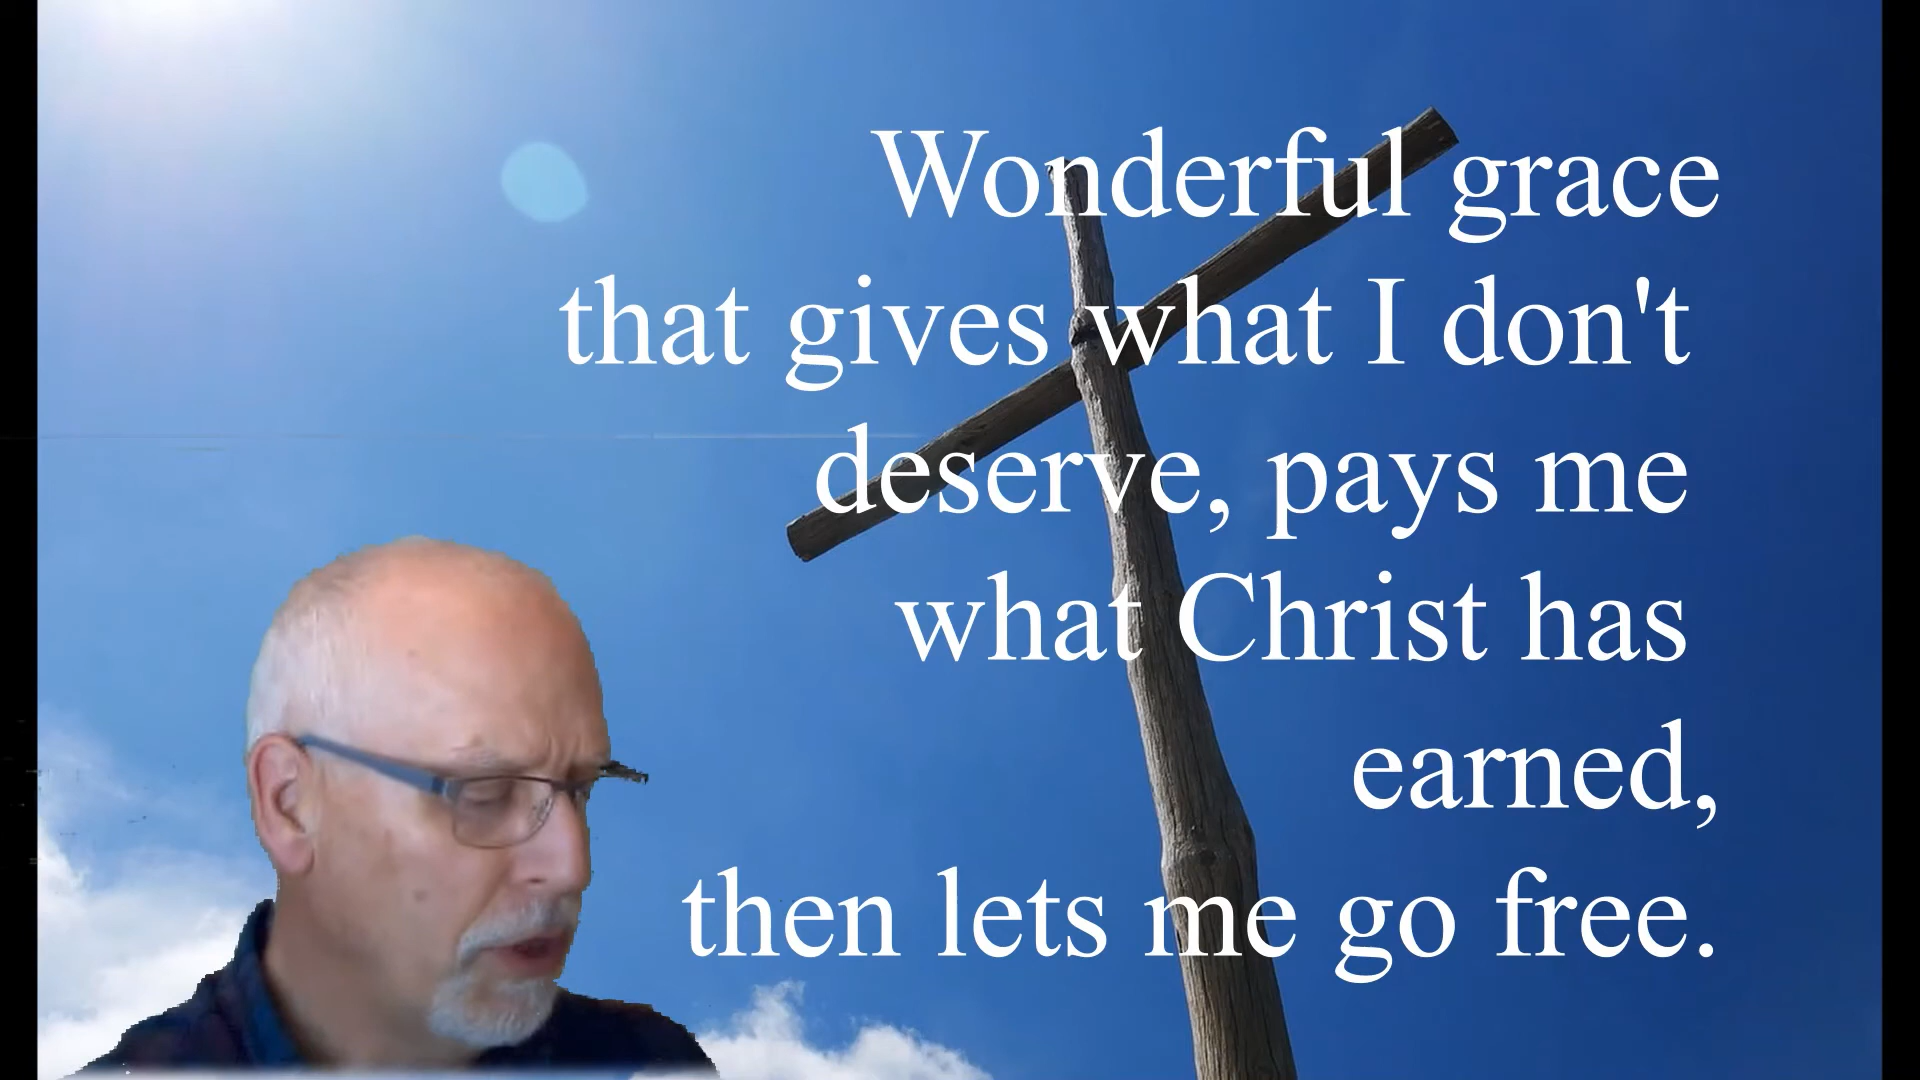 Wonderful grace
that gives what I don't
deserve, pays me
what Christ has
earned,
then lets me go free.